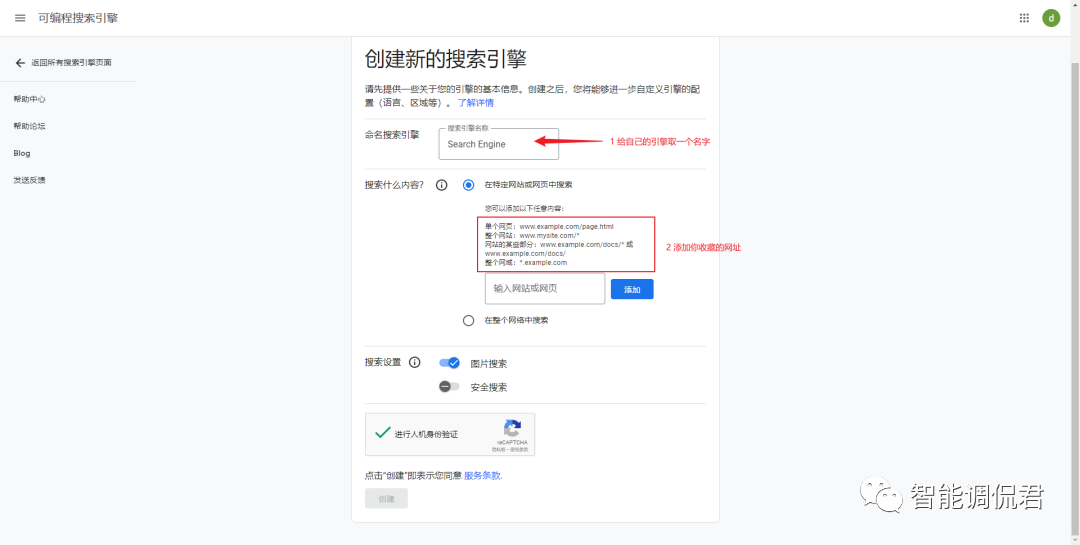 可编程搜索引擎
d
返回所有搜索引擎页面
帮助中心
帮助论坛
Blog
发送反馈
创建新的搜索引擎
请先提供一些关于您的引擎的基本信息。创建之后，您将能够进一步自定义引擎的配
置（语言、区域等）。 了解详情
命名搜索引擎
搜索引擎名称
Search Engine
1 给自己的引擎取一个名字
搜索什么内容?
在特定网站或网页中搜索
您可以添加以下任意内容:
单个网页: www.example.com/page.html
整个网站: www.mysite.com/*
网站的某些部分: www.example.com/docs/* 或
www.example.com/docs/
整个网域: *.example.com
2 添加你收藏的网址
输入网站或网页
添加
在整个网络中搜索
搜索设置
图片搜索
安全搜索
进行人机身份验证
reCAPTCHA
隐私权 - 使用条款
点击“创建”即表示您同意 服务条款.
创建
智能调侃君